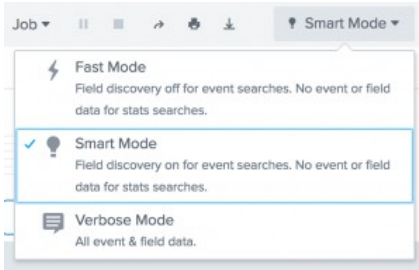 Job
Smart Mode
Fast Mode
Field discovery off for event searches. No event or field
data for stats searches.
Smart Mode
Field discovery on for event searches. No event or field
data for stats searches.
Verbose Mode
All event & field data.